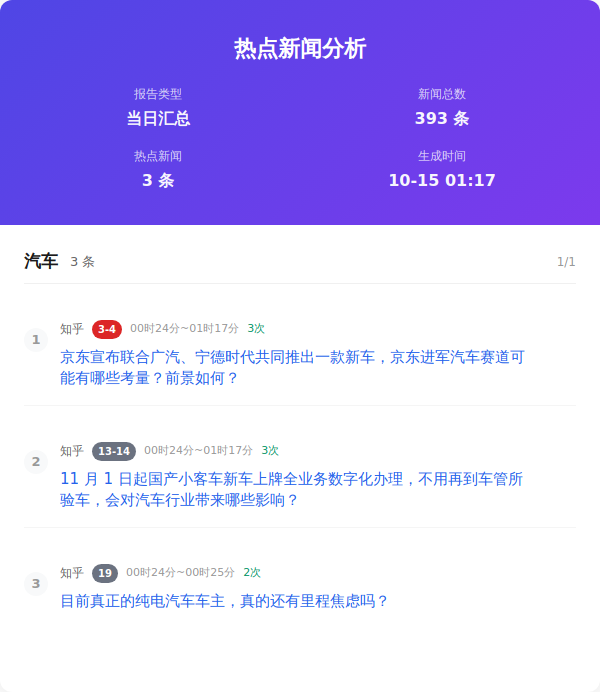 热点新闻分析
报告类型
新闻总数
当日汇总
393 条
热点新闻
生成时间
3 条
10-15 01:17
汽车 3 条 1/1
1
知乎 3-4 00时24分~01时17分 3次
京东宣布联合广汽、宁德时代共同推出一款新车，京东进军汽车赛道可
能有哪些考量？前景如何？
2
知乎 13-14 00时24分~01时17分 3次
11 月 1 日起国产小客车新车上牌全业务数字化办理，不用再到车管所
验车，会对汽车行业带来哪些影响？
3
知乎 19 00时24分~00时25分 2次
目前真正的纯电汽车车主，真的还有里程焦虑吗？